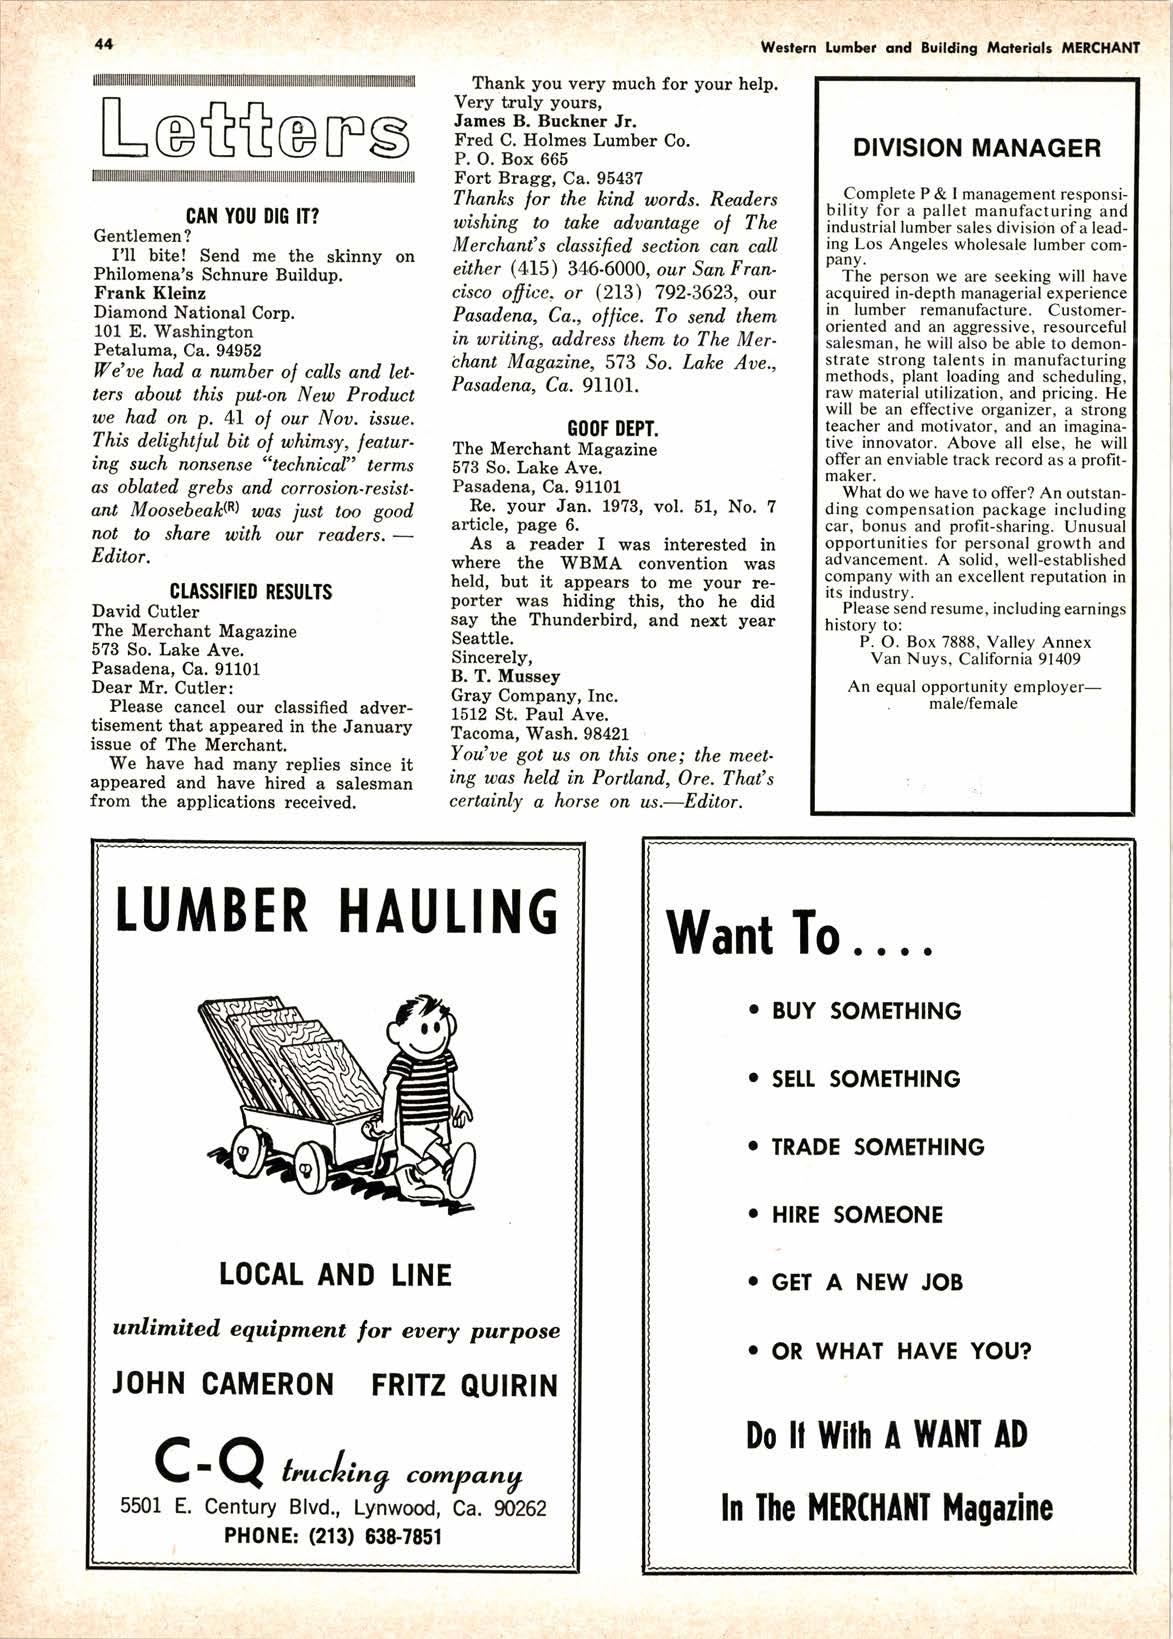 44
Western Lumber and Building Materials MERCHANT
Letters
CAN YOU DIG IT?
Gentlemen?
I'll bite! Send me the skinny on
Philomena's Schnure Buildup.
Frank Kleinz
Diamond National Corp.
101 E. Washington
Petaluma, Ca. 94952
We've had a number of calls and let-
ters about this put-on New Product
we had on p. 41 of our Nov. issue.
This delightful bit of whimsy, featur-
ing such nonsense "technical" terms
as oblated grebs and corrosion-resist-
ant Moosebeak(R) was just too good
not to share with our readers. —
Editor.
CLASSIFIED RESULTS
David Cutler
The Merchant Magazine
573 So. Lake Ave.
Pasadena, Ca. 91101
Dear Mr. Cutler:
Please cancel our classified adver-
tisement that appeared in the January
issue of The Merchant.
We have had many replies since it
appeared and have hired a salesman
from the applications received.
Thank you very much for your help.
Very truly yours,
James B. Buckner Jr.
Fred C. Holmes Lumber Co.
P. O. Box 665
Fort Bragg, Ca. 95437
Thanks for the kind words. Readers
wishing to take advantage of The
Merchant's classified section can call
either (415) 346-6000, our San Fran-
cisco office, or (213) 792-3623, our
Pasadena, Ca., office. To send them
in writing, address them to The Mer-
chant Magazine, 573 So. Lake Ave.,
Pasadena, Ca. 91101.
GOOF DEPT.
The Merchant Magazine
573 So. Lake Ave.
Pasadena, Ca. 91101
Re. your Jan. 1973, vol. 51, No. 7
article, page 6.
As a reader I was interested in
where the WBMA convention was
held, but it appears to me your re-
porter was hiding this, tho he did
say the Thunderbird, and next year
Seattle.
Sincerely,
B. T. Mussey
Gray Company, Inc.
1512 St. Paul Ave.
Tacoma, Wash. 98421
You've got us on this one; the meet-
ing was held in Portland, Ore. That's
certainly a horse on us.—Editor.
DIVISION MANAGER
Complete P & I management responsi-
bility for a pallet manufacturing and
industrial lumber sales division of a lead-
ing Los Angeles wholesale lumber com-
pany.
The person we are seeking will have
acquired in-depth managerial experience
in lumber remanufacture. Customer-
oriented and an aggressive, resourceful
salesman, he will also be able to demon-
strate strong talents in manufacturing
methods, plant loading and scheduling,
raw material utilization, and pricing. He
will be an effective organizer, a strong
teacher and motivator, and an imagina-
tive innovator. Above all else, he will
offer an enviable track record as a profit-
maker.
What do we have to offer? An outstan-
ding compensation package including
car, bonus and profit-sharing. Unusual
opportunities for personal growth and
advancement. A solid, well-established
company with an excellent reputation in
its industry.
Please send resume, including earnings
history to:
P. O. Box 7888, Valley Annex
Van Nuys, California 91409
An equal opportunity employer—
male/female
LUMBER HAULING
LOCAL AND LINE
unlimited equipment for every purpose
JOHN CAMERON FRITZ QUIRIN
C-Q trucking company
5501 E. Century Blvd., Lynwood, Ca. 90262
PHONE: (213) 638-7851
Want To....
• BUY SOMETHING
• SELL SOMETHING
• TRADE SOMETHING
• HIRE SOMEONE
• GET A NEW JOB
• OR WHAT HAVE YOU?
Do It With A WANT AD
In The MERCHANT Magazine